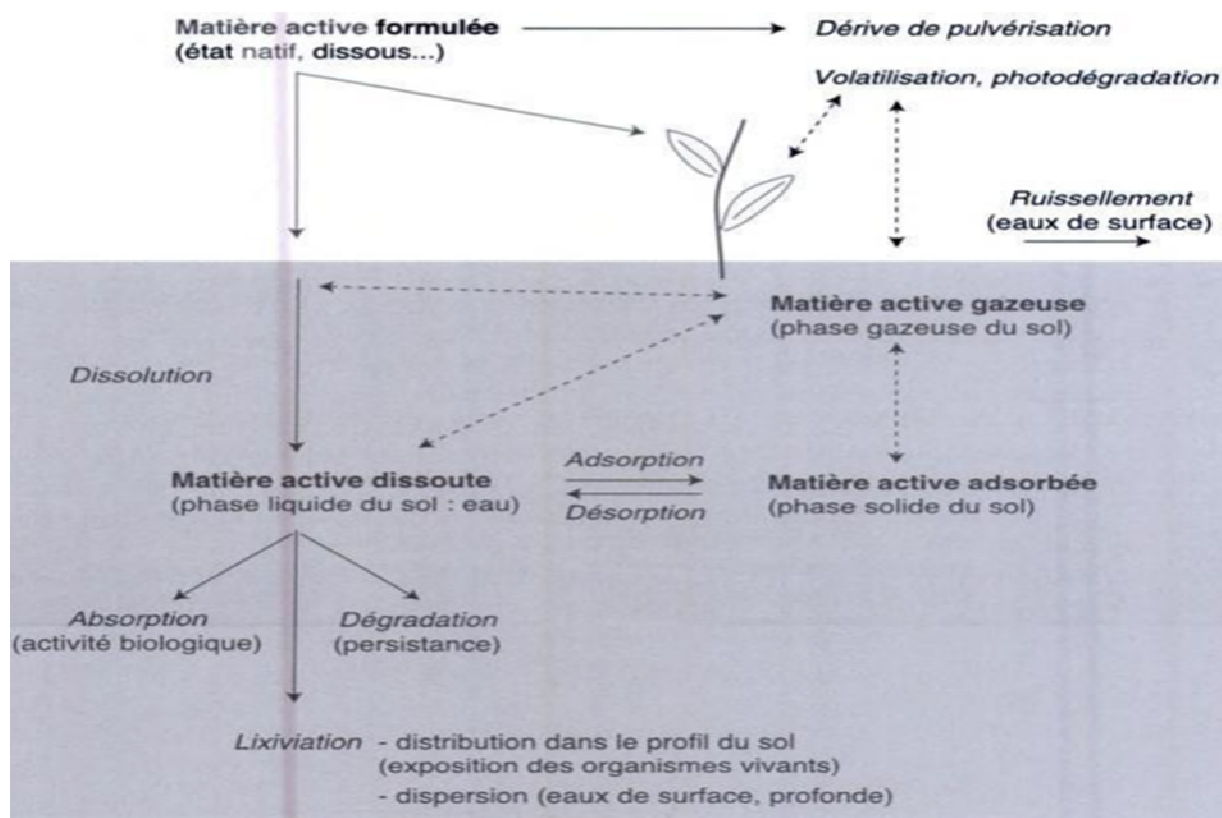 Matière active formulée
(état natif, dissous...)
Dérive de pulvérisation
Volatilisation, photodégradation
Ruissellement
(eaux de surface)
Matière active gazeuse
(phase gazeuse du sol)
Dissolution
Matière active dissoute
(phase liquide du sol : eau)
Adsorption
Désorption
Matière active adsorbée
(phase solide du sol)
Absorption
(activité biologique)
Dégradation
(persistance)
Lixiviation - distribution dans le profil du sol
(exposition des organismes vivants)
- dispersion (eaux de surface, profonde)